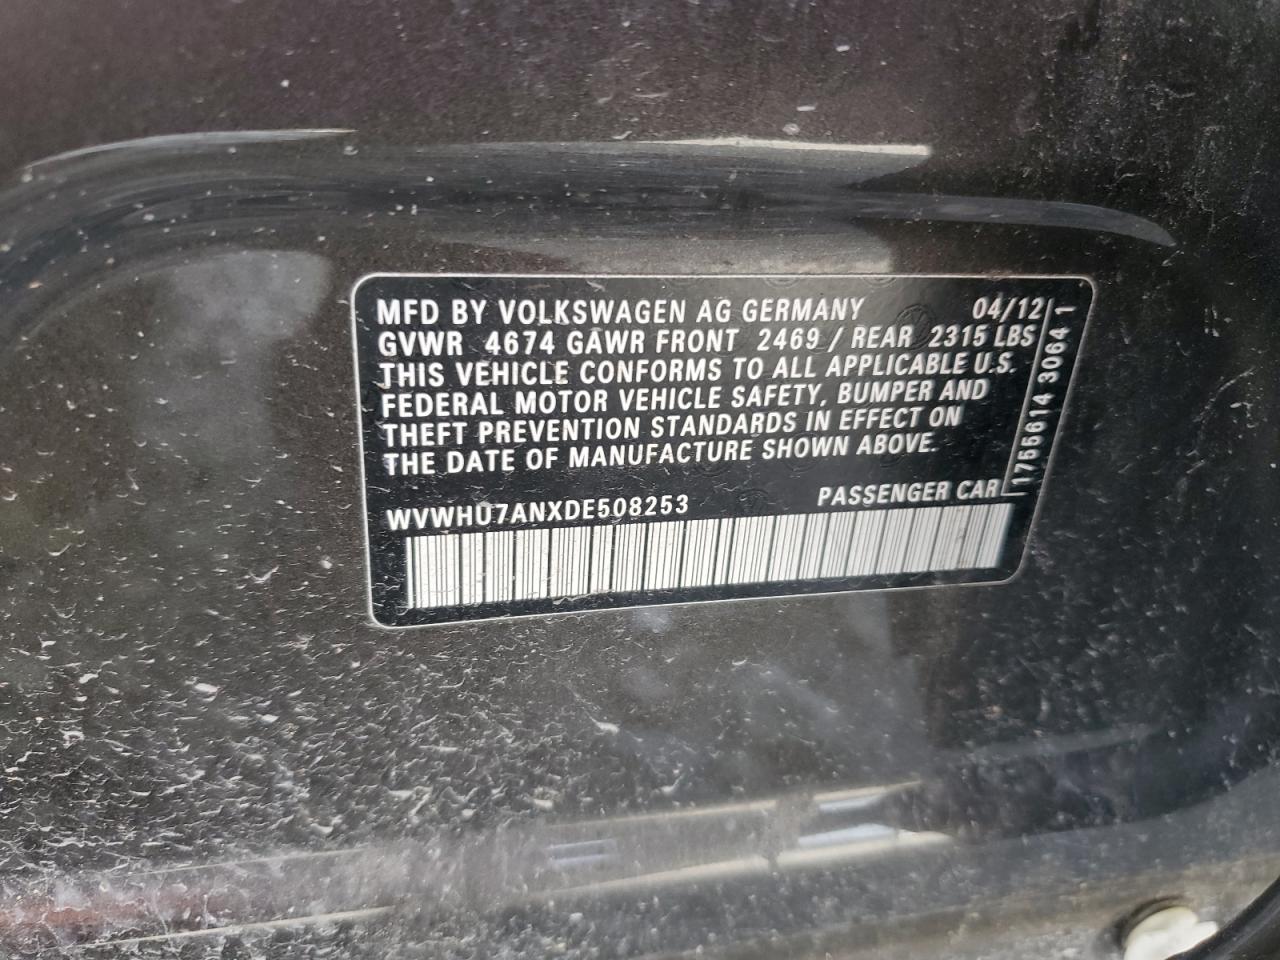 MFD BY VOLKSWAGEN AG GERMANY 04/12
GVWR 4674 GAWR FRONT 2469 / REAR 2315 LBS
THIS VEHICLE CONFORMS TO ALL APPLICABLE U.S.
FEDERAL MOTOR VEHICLE SAFETY, BUMPER AND
THEFT PREVENTION STANDARDS IN EFFECT ON
THE DATE OF MANUFACTURE SHOWN ABOVE.
WVWHU7ANXDE508253 PASSENGER CAR
1755614 3064 1